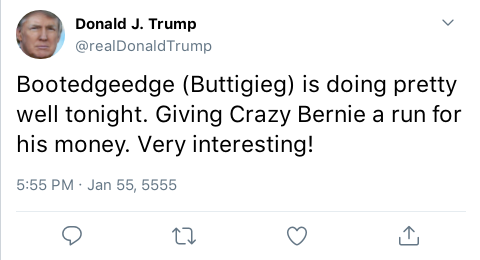 Donald J. Trump
@realDonaldTrump
Bootedgeedge (Buttigieg) is doing pretty
well tonight. Giving Crazy Bernie a run for
his money. Very interesting!
5:55 PM · Jan 55, 5555